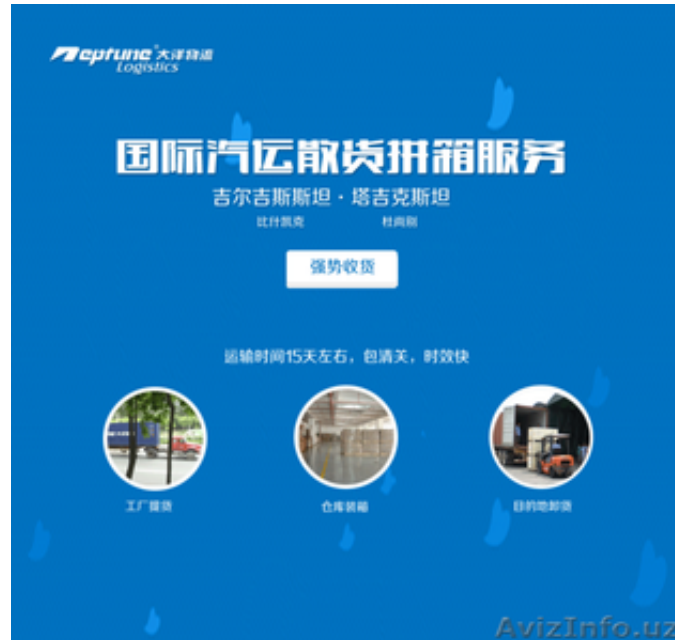 Neptune 大洋物流
Logistics
国际汽运散货拼箱服务
吉尔吉斯斯坦·塔吉克斯坦
比什凯克 杜尚别
强势收货
运输时间15天左右，包清关，时效快
工厂提货 仓库装箱 目的地卸货
AvizInfo.uz